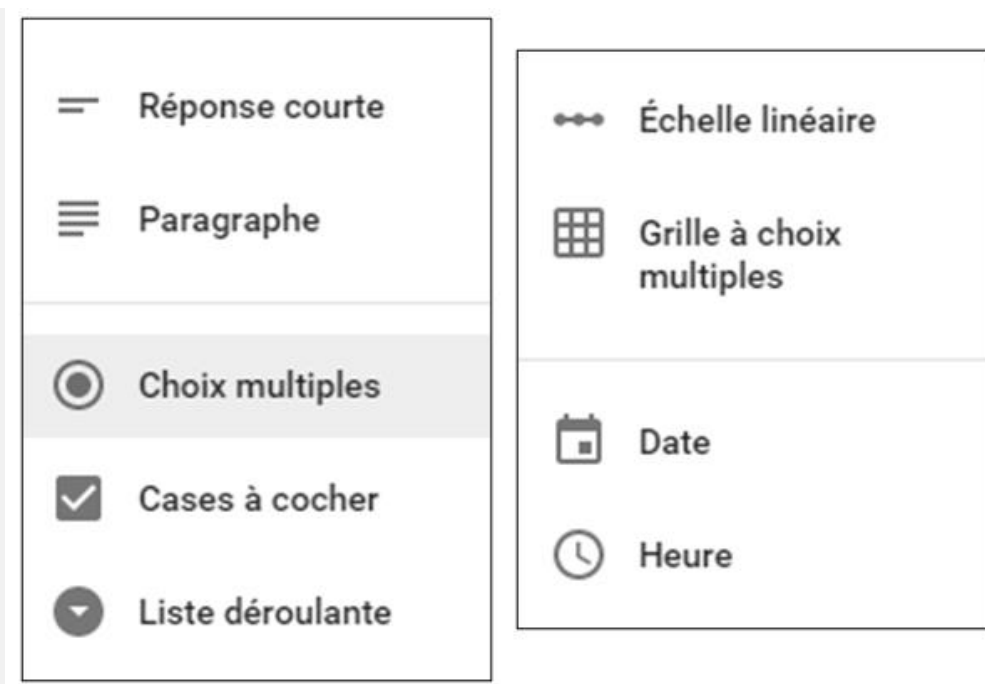 Réponse courte
Paragraphe
Choix multiples
Cases à cocher
Liste déroulante
Échelle linéaire
Grille à choix
multiples
Date
Heure